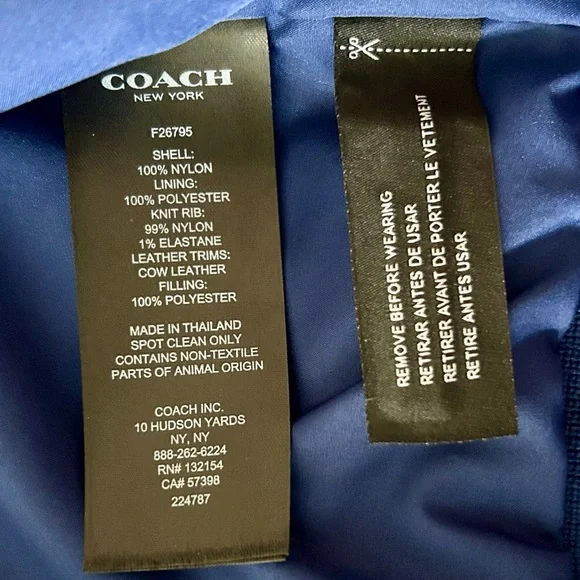 COACH
NEW YORK
F26795
SHELL:
100% NYLON
LINING:
100% POLYESTER
KNIT RIB:
99% NYLON
1% ELASTANE
LEATHER TRIMS:
COW LEATHER
FILLING:
100% POLYESTER
MADE IN THAILAND
SPOT CLEAN ONLY
CONTAINS NON-TEXTILE
PARTS OF ANIMAL ORIGIN
COACH INC.
10 HUDSON YARDS
NY, NY
888-262-6224
RN# 132154
CA# 57398
224787
REMOVE BEFORE WEARING
RETIRAR ANTES DE USAR
RETIRER AVANT DE PORTER LE VETEMENT
RETIRE ANTES USAR